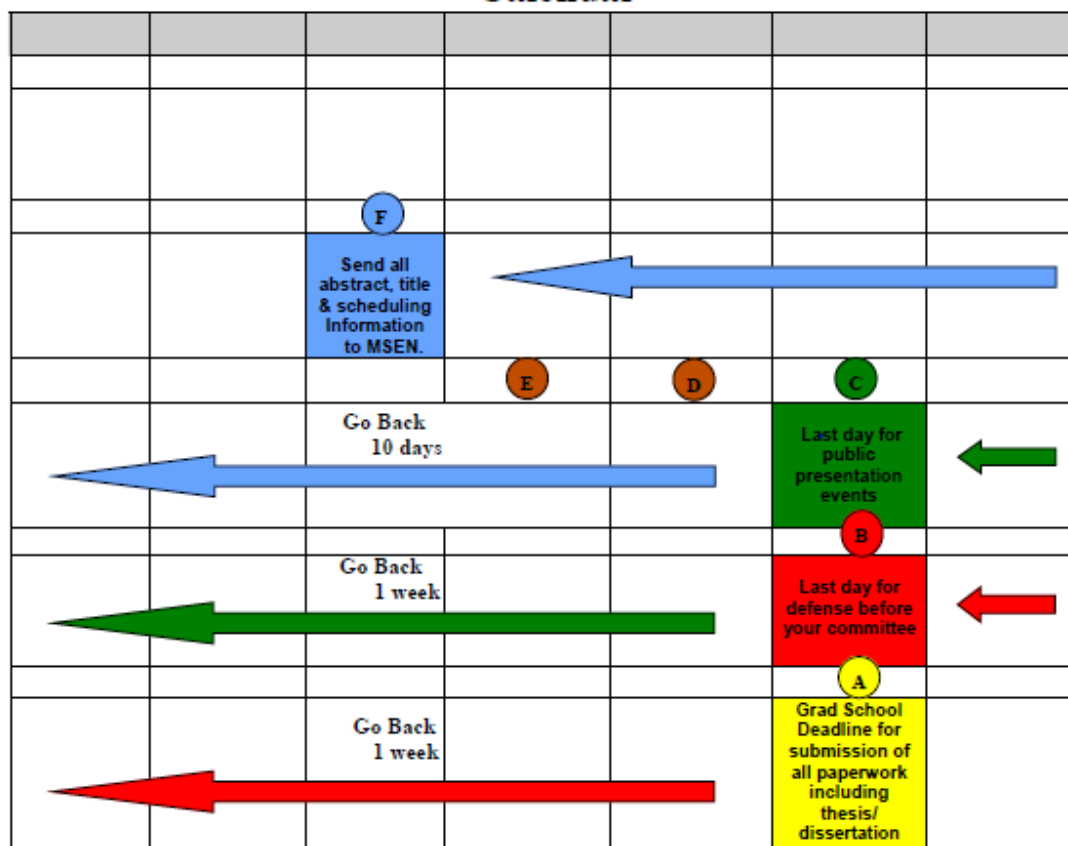 F
Send all
abstract, title
& scheduling
Information
to MSEN.
E
D
C
Go Back
10 days
Last day for
public
presentation
events
B
Go Back
1 week
Last day for
defense before
your committee
A
Go Back
1 week
Grad School
Deadline for
submission of
all paperwork
including
thesis/
dissertation